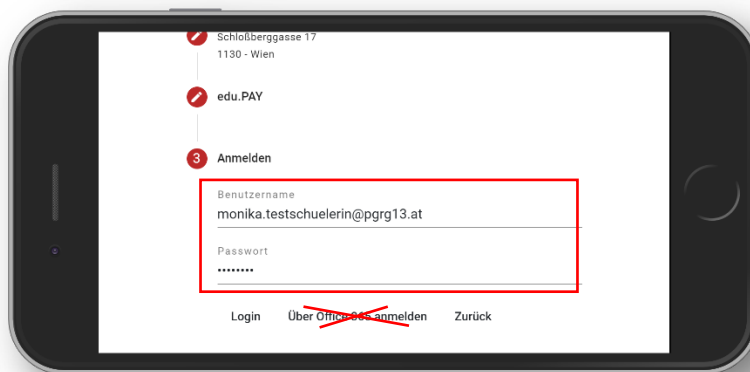 Schloßberggasse 17
1130 - Wien
edu.PAY
3 Anmelden
Benutzername
monika.testschuelerin@pgrg13.at
Passwort
••••••••
Login Über Office 365 anmelden Zurück